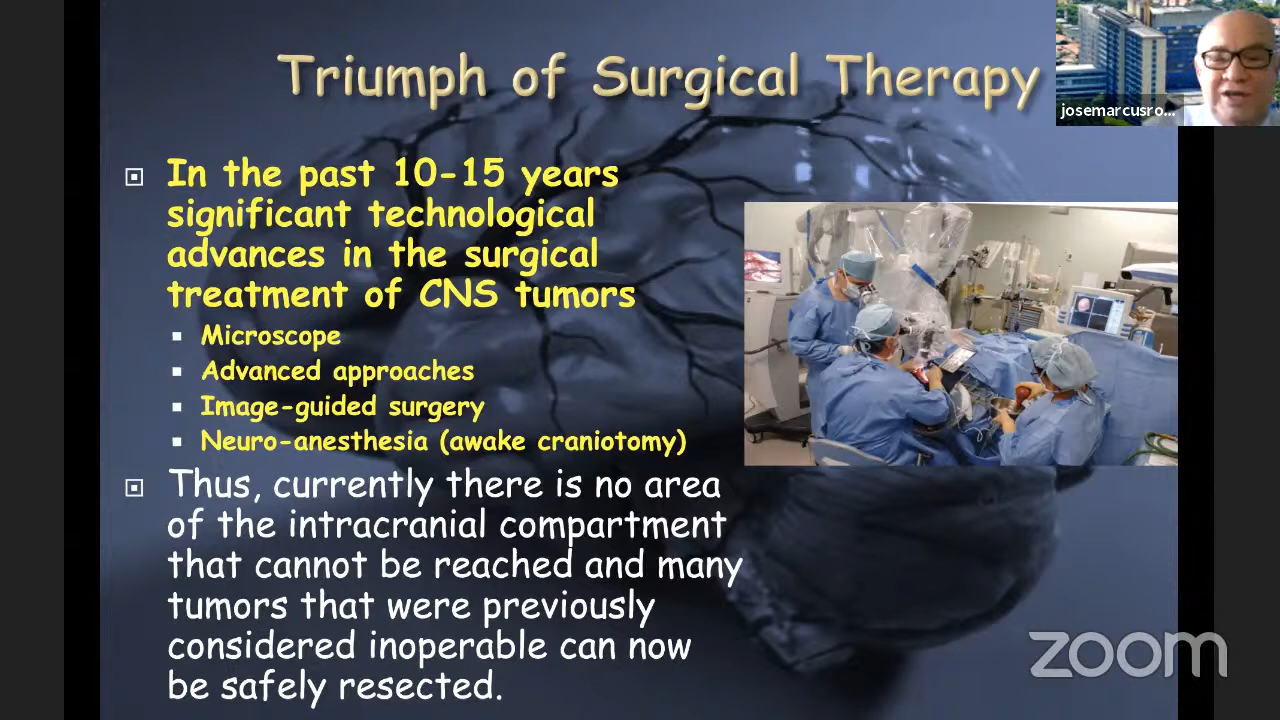 Triumph of Surgical Therapy
josemarcusro...
In the past 10-15 years
significant technological
advances in the surgical
treatment of CNS tumors
Microscope
Advanced approaches
Image-guided surgery
Neuro-anesthesia (awake craniotomy)
Thus, currently there is no area
of the intracranial compartment
that cannot be reached and many
tumors that were previously
considered inoperable can now
be safely resected.
zoom